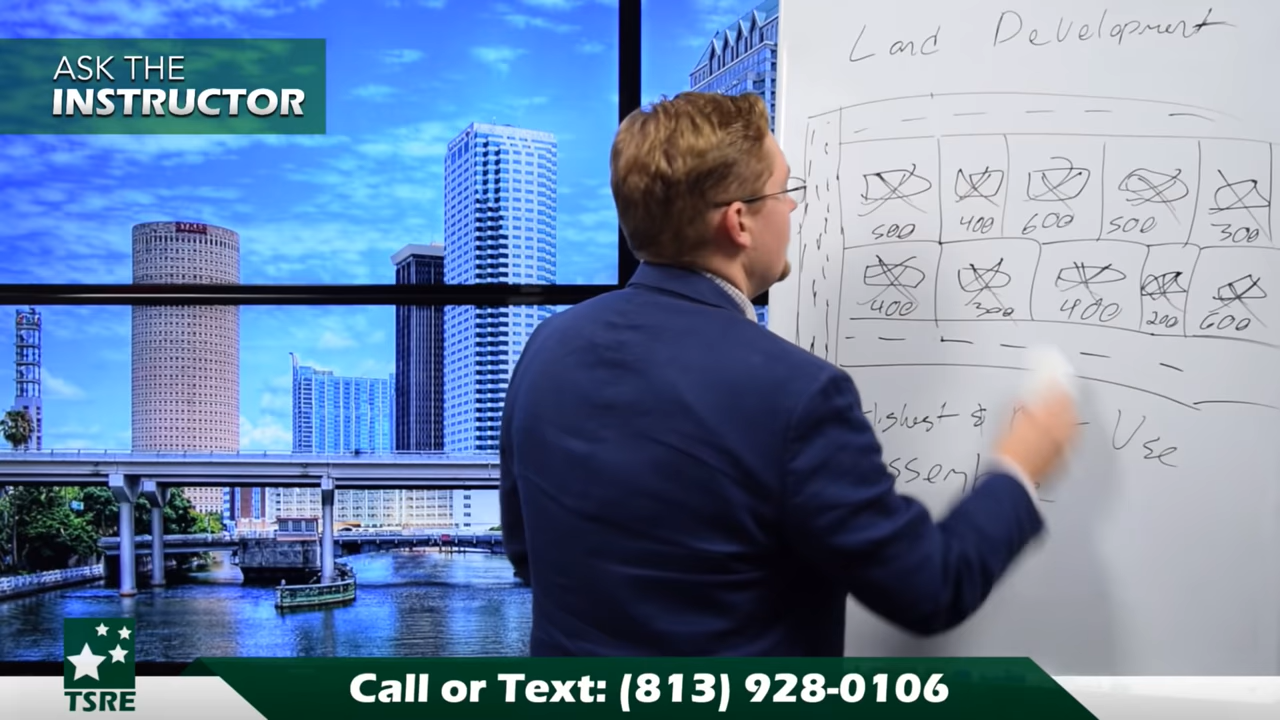 ASK THE
INSTRUCTOR
SYKES
Land Development
500 400 600 500 300
400 300 400 200 600
Use
TSRE
Call or Text: (813) 928-0106